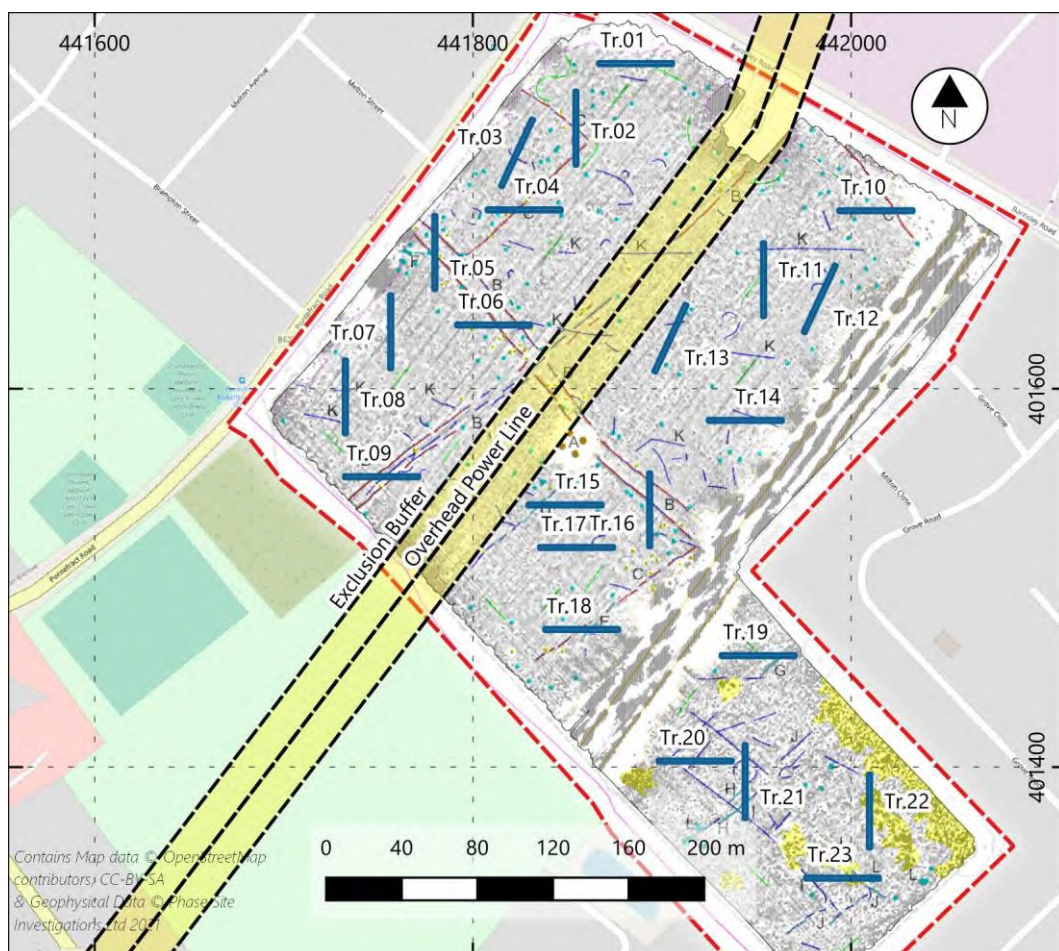 441600
441800
442000
Tr.01
Barnsley Road
N
Melton Avenue
Melton Street
Tr.03
Tr.02
Tr.04
Tr.10
Barnsley Road
Brampton Street
B
C
C
K
K
K
Tr.05
F
B
Tr.11
Tr.06
Tr.12
Tr.07
K
K
Tr.13
K
401600
Tr.08
K
K
K
Tr.14
Grove Close
B
K
A
Tr.09
Exclusion Buffer
Overhead Power Line
Tr.15
B
Milton Close
Grove Road
Tr.17
Tr.16
Pontefract Road
C
Tr.18
E
Tr.19
G
Tr.20
J
401400
H
Tr.21
Tr.22
H
Tr.23
L
L
J
J
Contains Map data © OpenStreetMap
contributors, CC-BY-SA
& Geophysical Data © Phase Site
Investigations Ltd 2021
0 40 80 120 160 200 m